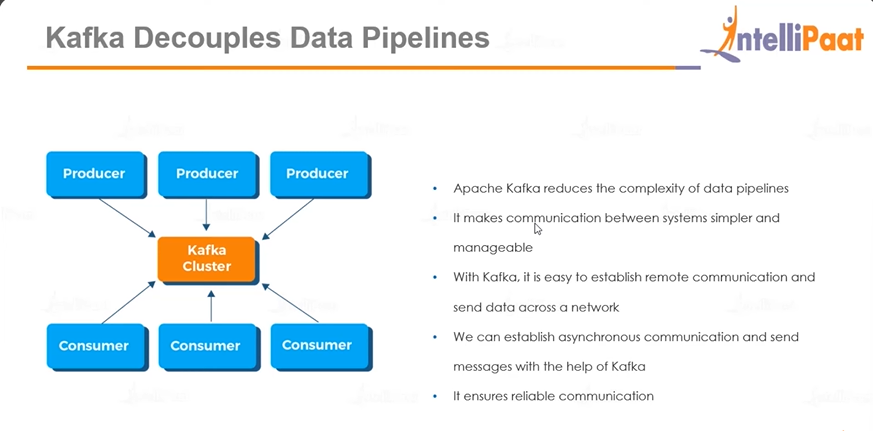 Kafka Decouples Data Pipelines
IntelliPaat
Producer
Producer
Producer
Kafka
Cluster
Consumer
Consumer
Consumer
• Apache Kafka reduces the complexity of data pipelines
• It makes communication between systems simpler and
manageable
• With Kafka, it is easy to establish remote communication and
send data across a network
• We can establish asynchronous communication and send
messages with the help of Kafka
• It ensures reliable communication